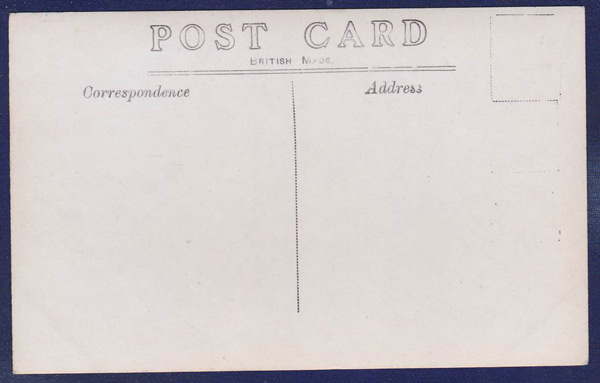 POST CARD
BRITISH MADE.
Correspondence
Address